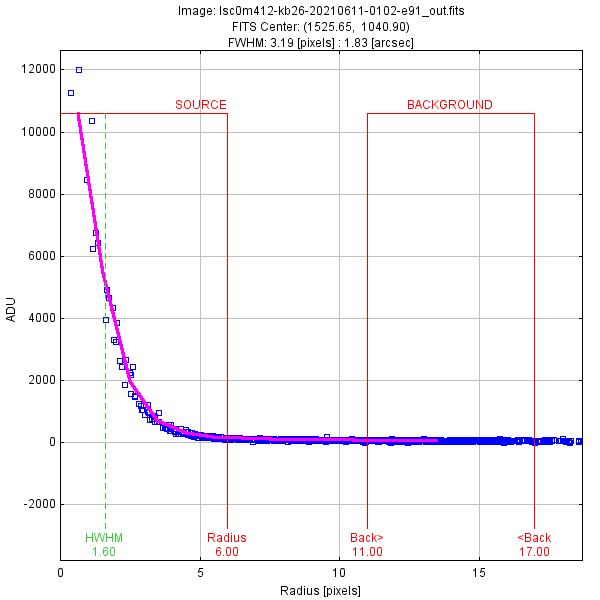 Image: lsc0m412-kb26-20210611-0102-e91_out.fits
FITS Center: (1525.65, 1040.90)
FWHM: 3.19 [pixels] : 1.83 [arcsec]
12000
SOURCE
BACKGROUND
10000
8000
6000
ADU
4000
2000
0
-2000
HWHM
Radius
Back>
<Back
1.60
6.00
11.00
17.00
0
5
10
15
Radius [pixels]